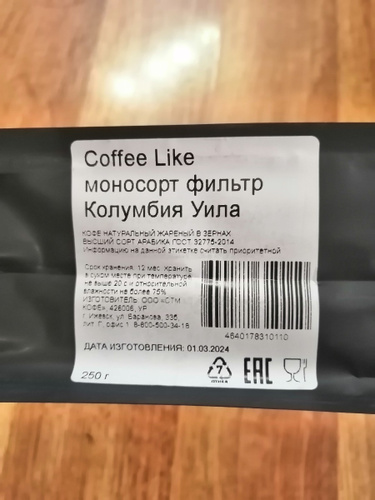 Coffee Like
моносорт фильтр
Колумбия Уила
КОФЕ НАТУРАЛЬНЫЙ ЖАРЕНЫЙ В ЗЕРНАХ
ВЫСШИЙ СОРТ АРАБИКА ГОСТ 32775-2014
Информацию на данной этикетке считать приоритетной
Срок хранения: 12 мес. Хранить
в сухом месте при температуре
не выше 20 с и относительной
влажности не более 75%
ИЗГОТОВИТЕЛЬ: ООО «СТМ
КОФЕ», 426006, УР,
г. Ижевск ул. Баранова, 33б,
лит. Г, офис 1. 8-800-500-34-18
4640178310110
ДАТА ИЗГОТОВЛЕНИЯ: 01.03.2024
7
EAC
250 г